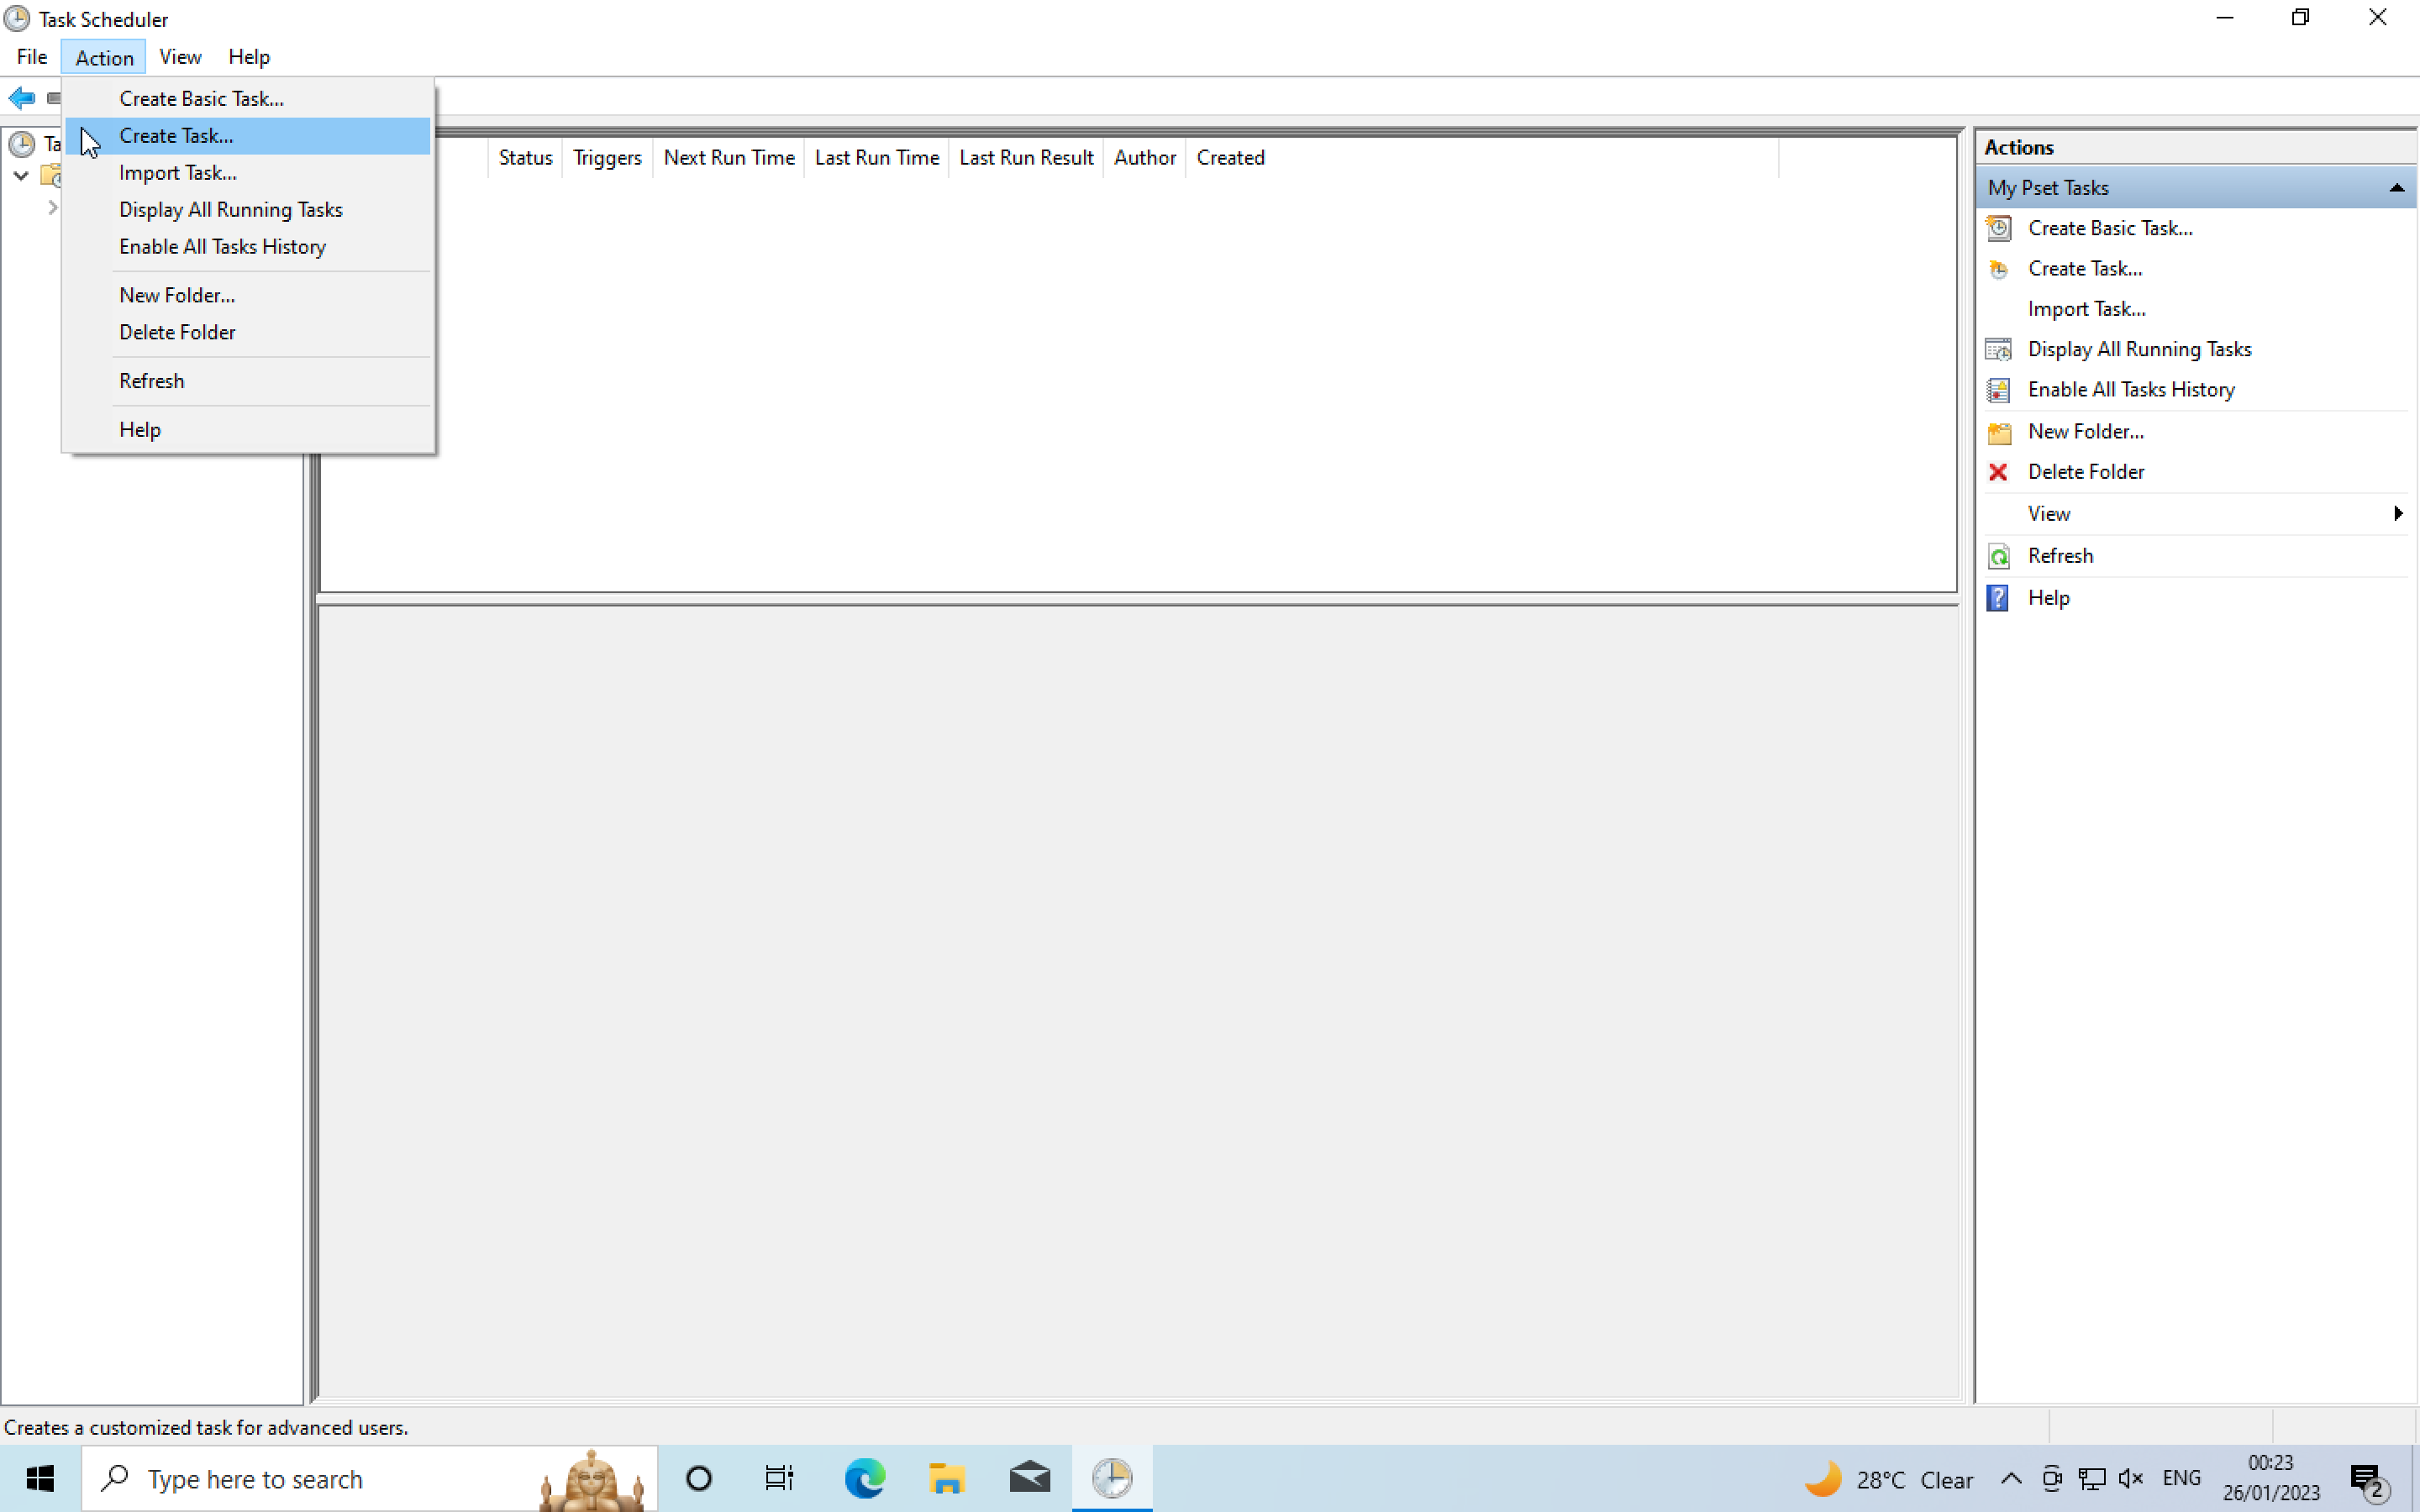 Task Scheduler
File Action View Help
Create Basic Task...
Create Task...
Import Task...
Display All Running Tasks
Enable All Tasks History
New Folder...
Delete Folder
Refresh
Help
Ta
Status Triggers Next Run Time Last Run Time Last Run Result Author Created
Actions
My Pset Tasks
Create Basic Task...
Create Task...
Import Task...
Display All Running Tasks
Enable All Tasks History
New Folder...
Delete Folder
View
Refresh
Help
Creates a customized task for advanced users.
Type here to search
28°C Clear
ENG
00:23
26/01/2023
2